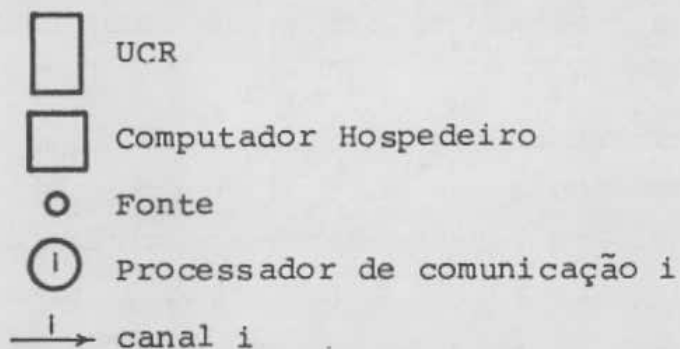 UCR
Computador Hospedeiro
Fonte
i Processador de comunicação i
i canal i